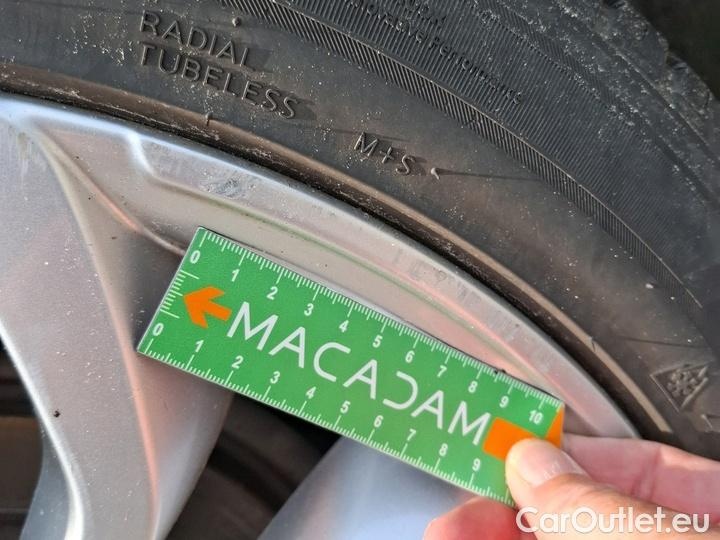 RADIAL
TUBELESS
M+S
0 1 2 3 4 5 6 7 8 9 10
MACADAM
0 1 2 3 4 5 6 7 8 9
CarOutlet.eu